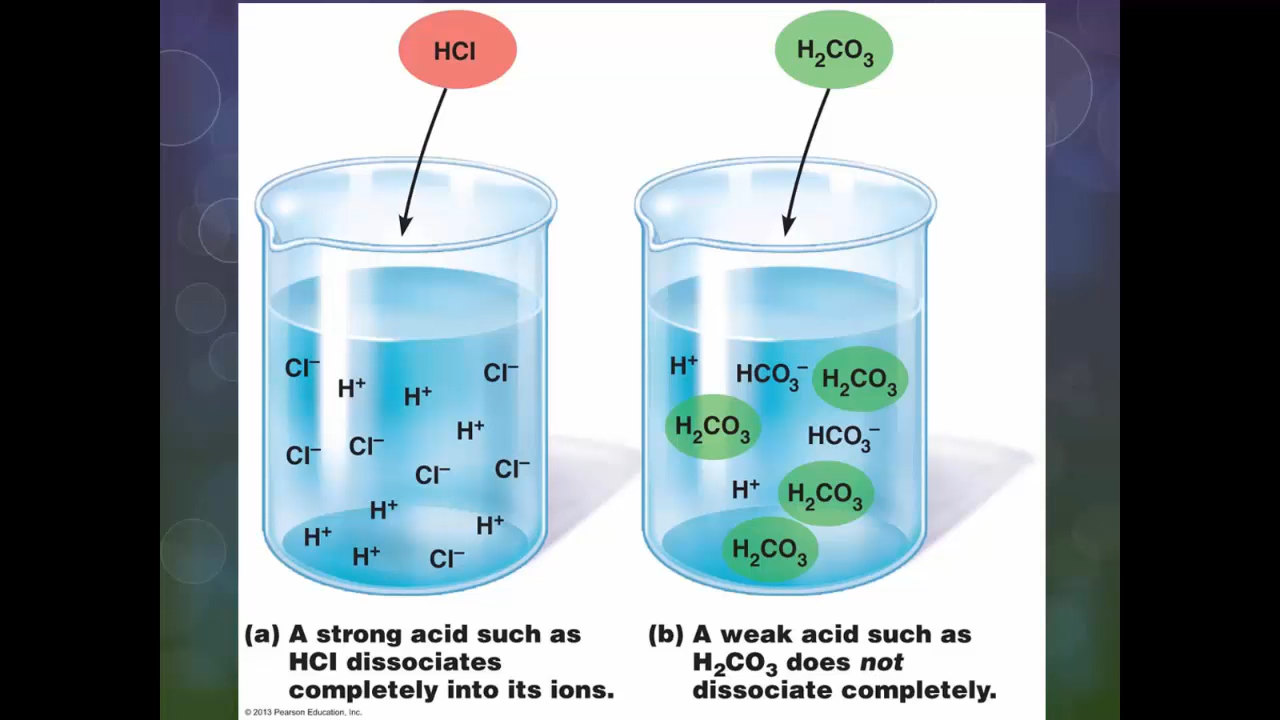 HCl
H₂CO₃
Cl⁻
H⁺
H⁺
Cl⁻
H⁺
Cl⁻
Cl⁻
Cl⁻
Cl⁻
H⁺
H⁺
H⁺
H⁺
Cl⁻
H⁺
HCO₃⁻
H₂CO₃
H₂CO₃
HCO₃⁻
H⁺
H₂CO₃
H₂CO₃
(a) A strong acid such as
HCl dissociates
completely into its ions.
(b) A weak acid such as
H₂CO₃ does not
dissociate completely.
© 2013 Pearson Education, Inc.